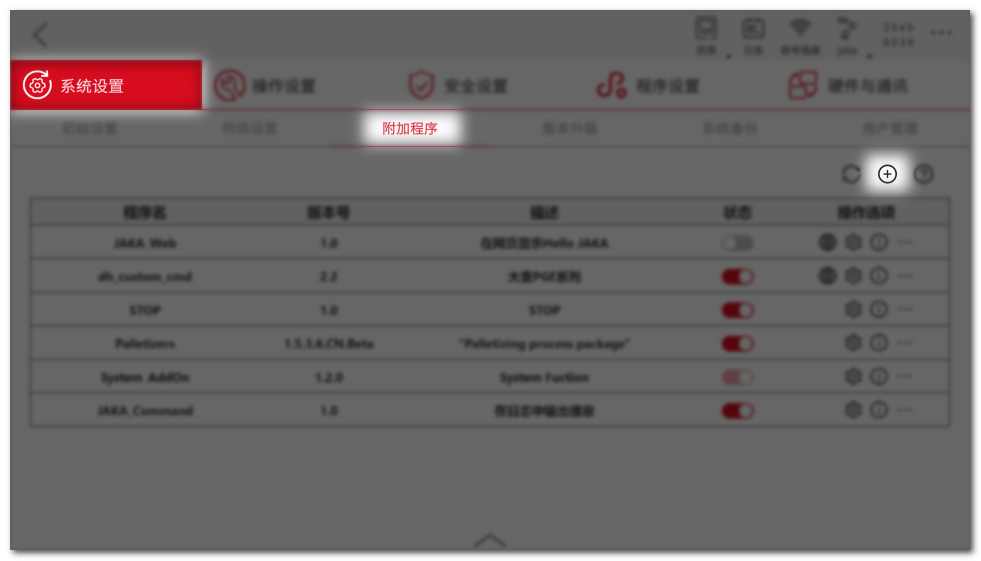 仿真 日志 jaka
系统设置 操作设置 安全设置 程序设置 硬件与通讯
初始设置 网络设置 附加程序 版本升级 系统备份 用户管理
程序名 版本号 描述 状态 操作选项
JAKA_Web 1.0 在网页显示Hello JAKA
dh_custom_cmd 2.2 大寰PGE系列
STOP 1.0 STOP
Palletizers 1.5.3.6.CN.Beta "Palletizing process package"
System_AddOn 1.2.0 System Fuction
JAKA_Command 1.0 在日志中输出信息